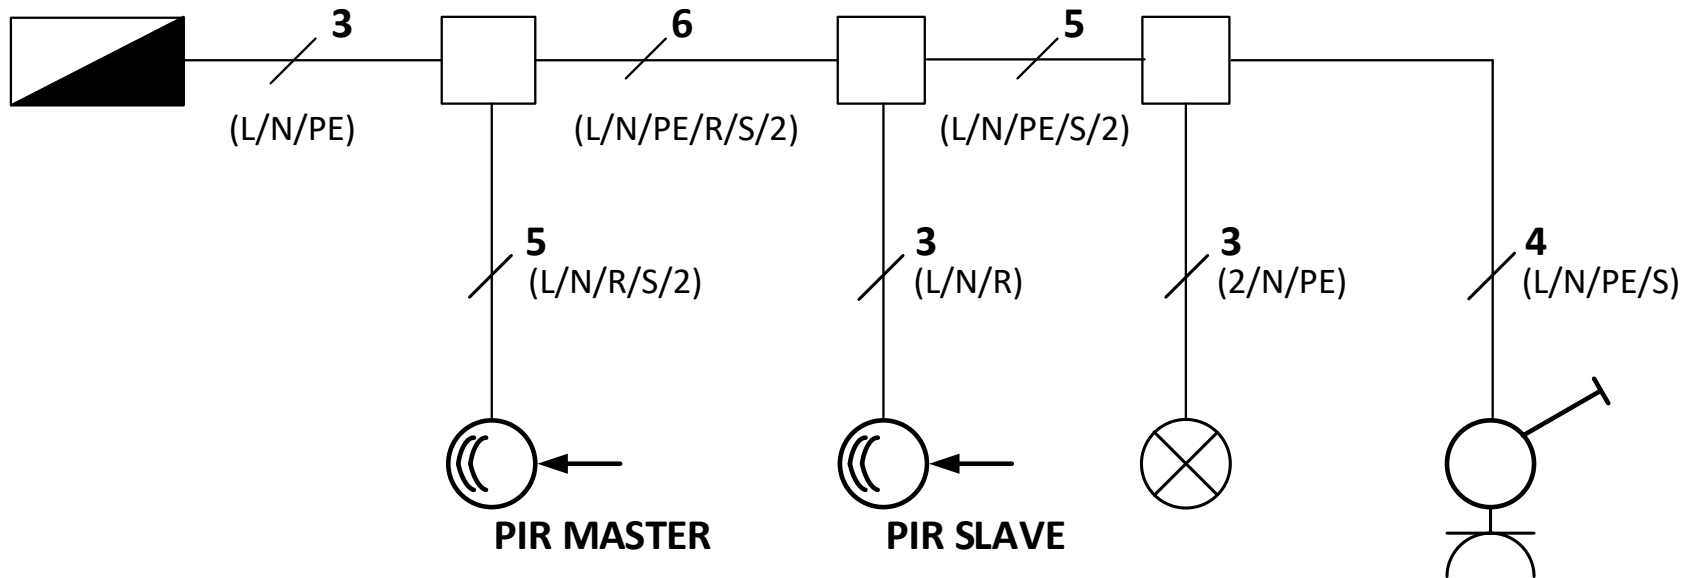 3
6
5
(L/N/PE)
(L/N/PE/R/S/2)
(L/N/PE/S/2)
5
(L/N/R/S/2)
3
(L/N/R)
3
(2/N/PE)
4
(L/N/PE/S)
PIR MASTER
PIR SLAVE